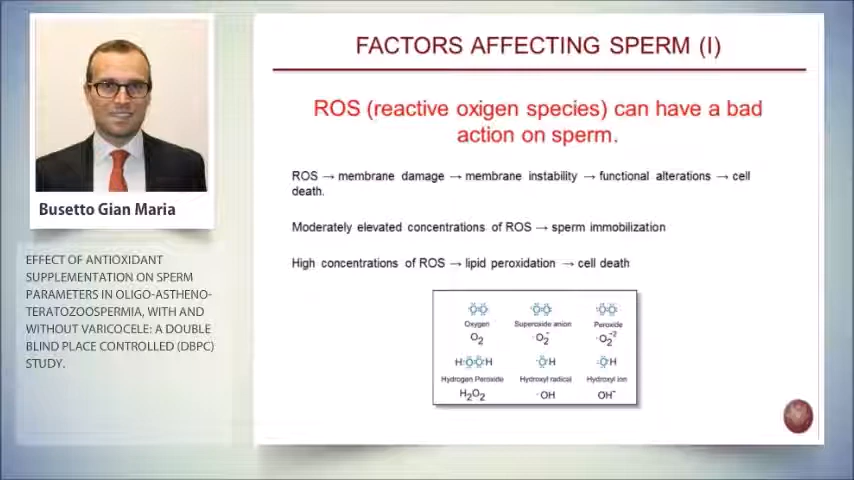 FACTORS AFFECTING SPERM (I)
ROS (reactive oxigen species) can have a bad
action on sperm.
ROS → membrane damage → membrane instability → functional alterations → cell
death.
Moderately elevated concentrations of ROS → sperm immobilization
High concentrations of ROS → lipid peroxidation → cell death
Oxygen Superoxide anion Peroxide
O2 ·O2- ·O2-2
H:OO:H ·O:H :O:H
Hydrogen Peroxide Hydroxyl radical Hydroxyl ion
H2O2 ·OH OH-
Busetto Gian Maria
EFFECT OF ANTIOXIDANT
SUPPLEMENTATION ON SPERM
PARAMETERS IN OLIGO-ASTHENO-
TERATOZOOSPERMIA, WITH AND
WITHOUT VARICOCELE: A DOUBLE
BLIND PLACE CONTROLLED (DBPC)
STUDY.